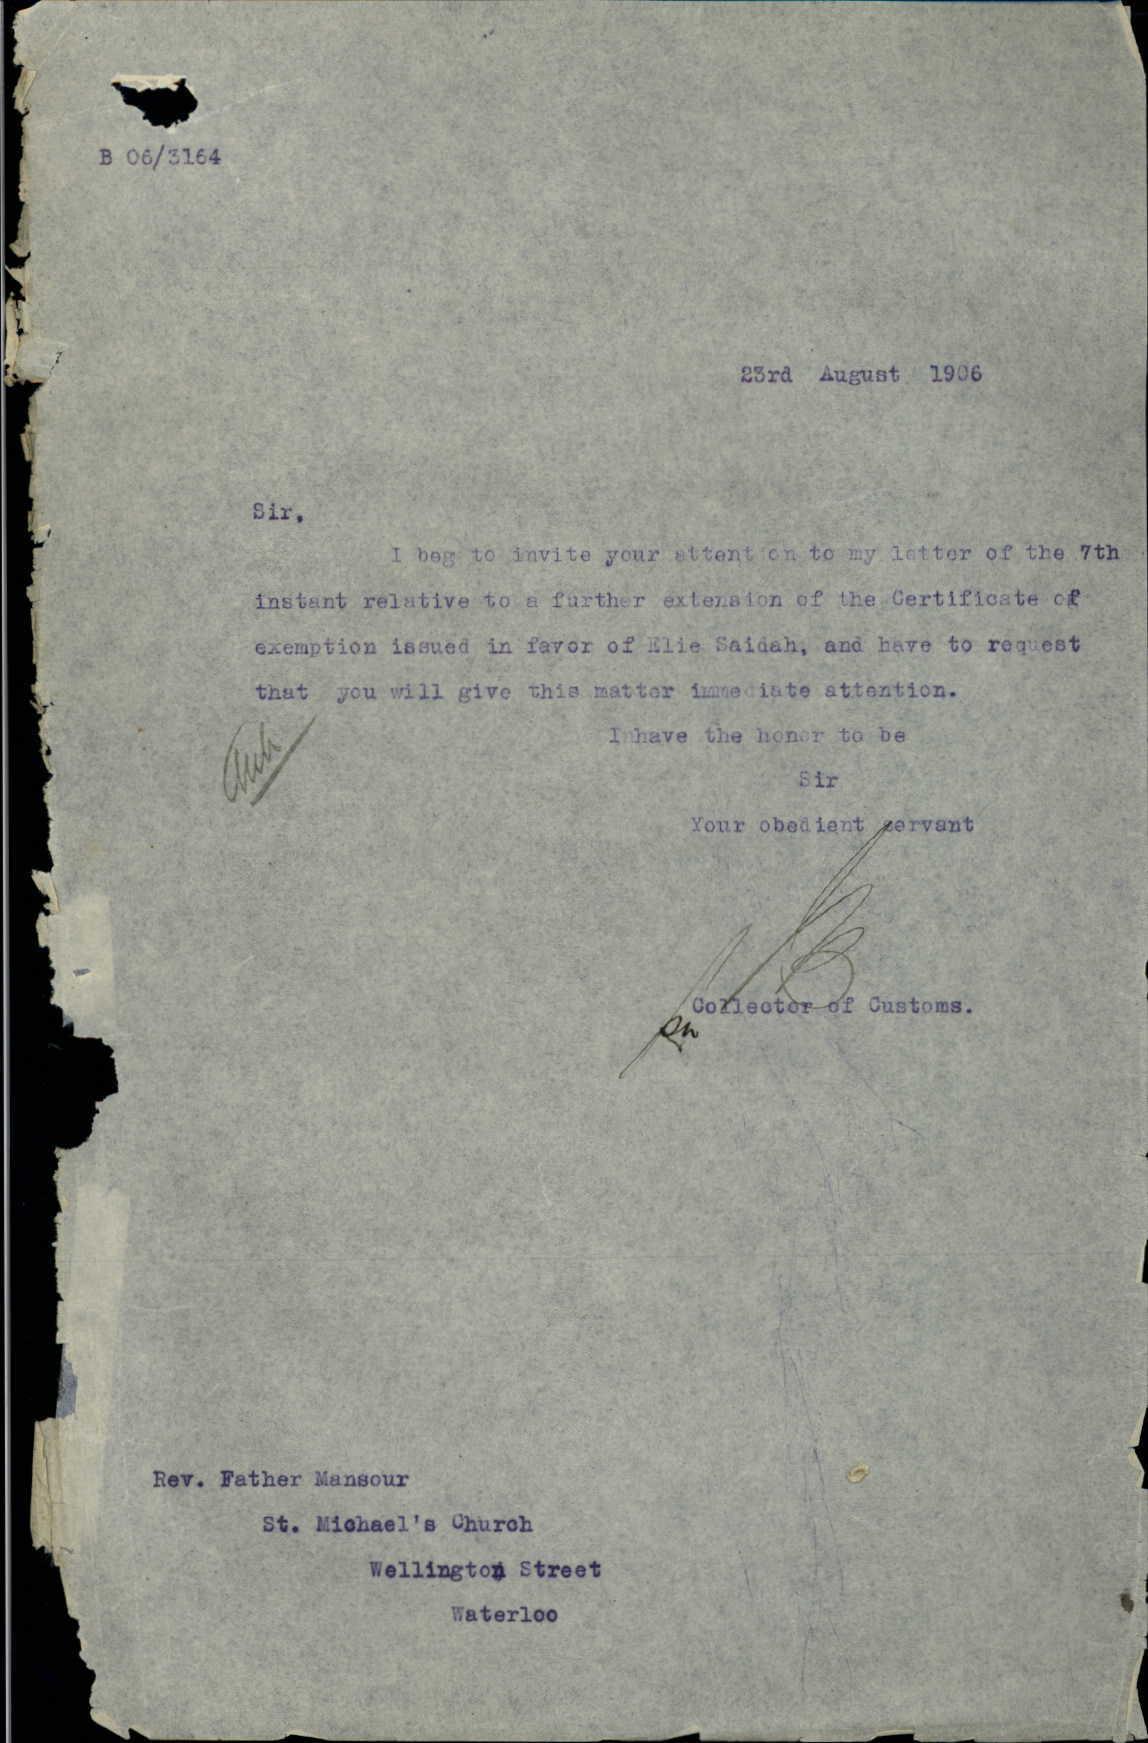 B 06/3164
23rd August 1906
Sir,
I beg to invite your attention to my letter of the 7th
instant relative to a further extension of the Certificate of
exemption issued in favor of Elie Saidah, and have to request
that you will give this matter immediate attention.
I have the honor to be
Sir
Your obedient servant
Collector of Customs.
Rev. Father Mansour
St. Michael's Church
Wellington Street
Waterloo